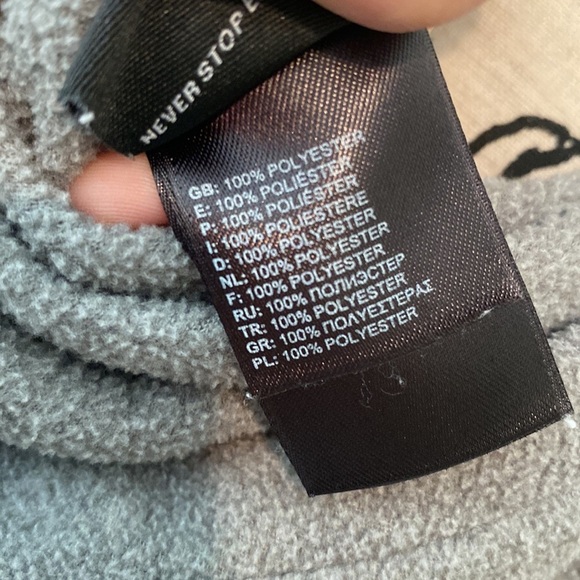 NEVER STOP E
GB: 100% POLYESTER
E: 100% POLIÉSTER
P: 100% POLIÉSTER
I: 100% POLIESTERE
D: 100% POLYESTER
NL: 100% POLYESTER
F: 100% POLYESTER
RU: 100% ПОЛИЭСТЕР
TR: 100% POLYESTER
GR: 100% ΠΟΛΥΕΣΤΕΡΑΣ
PL: 100% POLYESTER